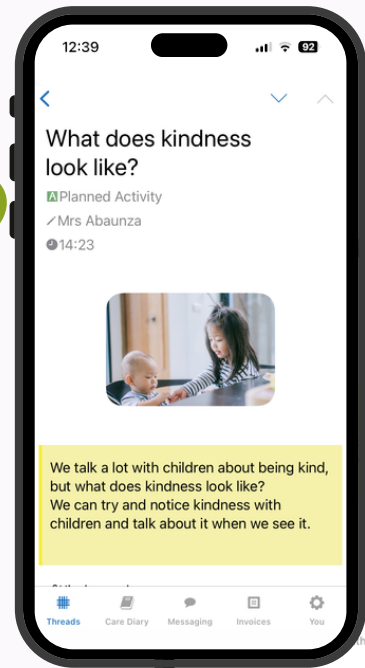 12:39
92
What does kindness
look like?
A Planned Activity
Mrs Abaunza
14:23
We talk a lot with children about being kind,
but what does kindness look like?
We can try and notice kindness with
children and talk about it when we see it.
Threads Care Diary Messaging Invoices You